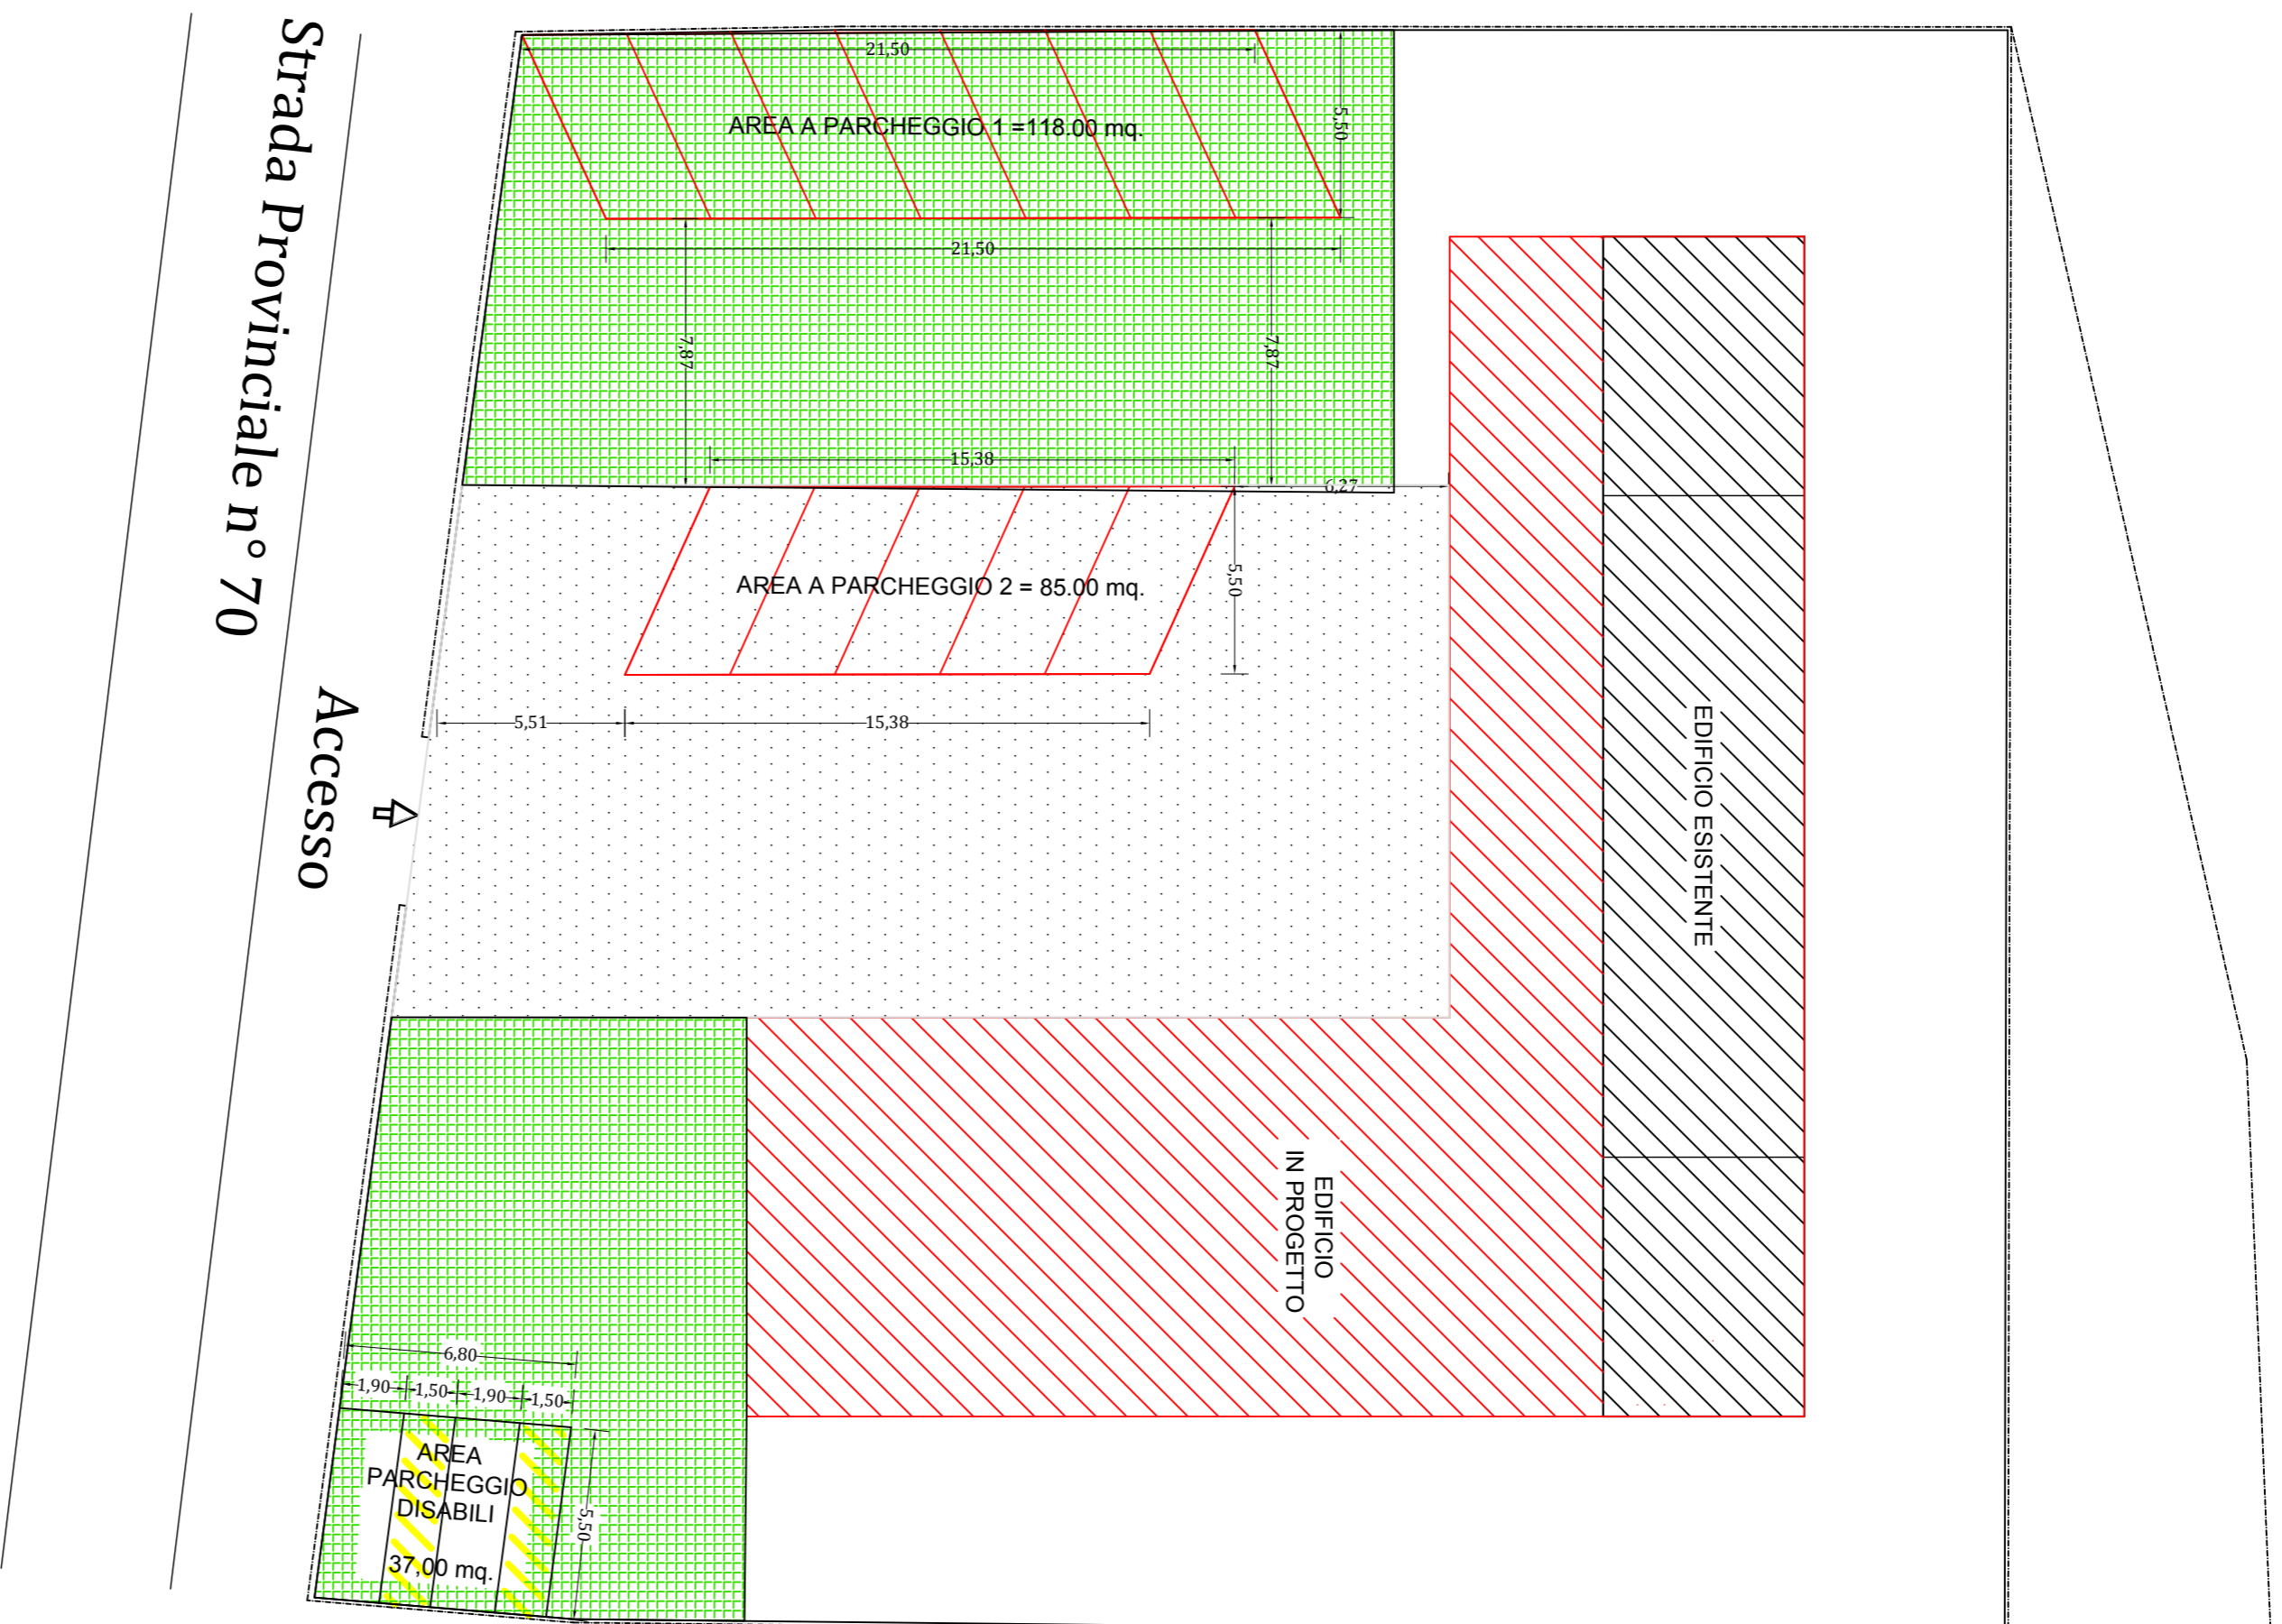 Strada Provinciale n° 70
Accesso
21,50
AREA A PARCHEGGIO 1 =118.00 mq.
5,50
21,50
7,87
7,87
15,38
6,27
AREA A PARCHEGGIO 2 = 85.00 mq.
5,50
5,51
15,38
EDIFICIO ESISTENTE
EDIFICIO
IN PROGETTO
6,80
1,90
1,50
1,90
1,50
AREA
PARCHEGGIO
DISABILI
37,00 mq.
5,50